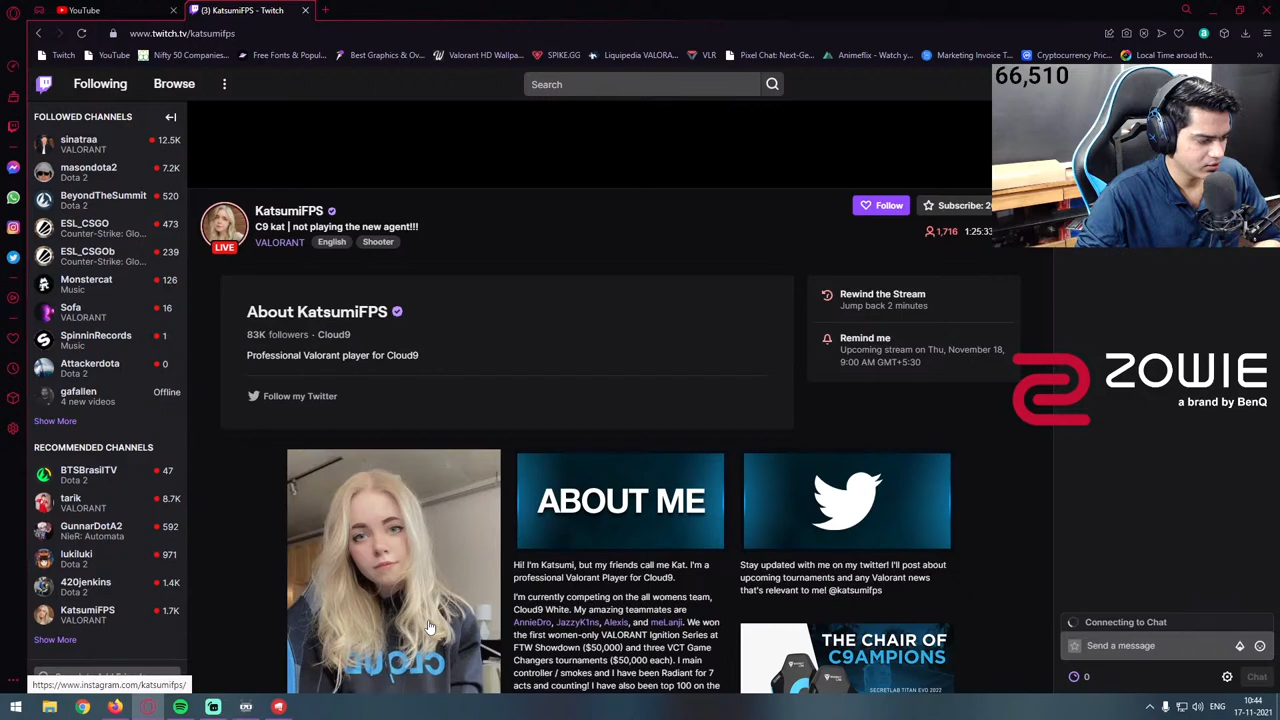 YouTube
(3) KatsumiFPS - Twitch
www.twitch.tv/katsumifps
Twitch
YouTube
Nifty 50 Companies...
Free Fonts & Popul...
Best Graphics & Ov...
Valorant HD Wallpa...
SPIKE.GG
Liquipedia VALORA...
VLR
Pixel Chat: Next-Ge...
Animeflix - Watch...
Marketing Invoice T...
Cryptocurrency Pric...
Local Time aroud th...
Following
Browse
Search
66,510
FOLLOWED CHANNELS
sinatraa
12.5K
VALORANT
masondota2
7.2K
Dota 2
BeyondTheSummit
520
Dota 2
ESL_CSGO
473
Counter-Strike: Glo...
ESL_CSGOb
239
Counter-Strike: Glo...
Monstercat
126
Music
Sofa
16
VALORANT
SpinninRecords
1
Music
Attackerdota
0
Dota 2
gafallen
Offline
4 new videos
Show More
RECOMMENDED CHANNELS
BTSBrasilTV
47
Dota 2
tarik
8.7K
VALORANT
GunnarDotA2
592
NieR: Automata
lukiluki
971
Dota 2
420jenkins
1.4K
Dota 2
KatsumiFPS
1.7K
VALORANT
Show More
https://www.instagram.com/katsumifps/
KatsumiFPS
C9 kat | not playing the new agent!!!
VALORANT
English
Shooter
LIVE
Follow
Subscribe: 2
1,716
1:25:33
About KatsumiFPS
83K followers · Cloud9
Professional Valorant player for Cloud9
Follow my Twitter
Rewind the Stream
Jump back 2 minutes
Remind me
Upcoming stream on Thu, November 18,
9:00 AM GMT+5:30
ZOWIE
a brand by BenQ
ABOUT ME
Hi! I'm Katsumi, but my friends call me Kat. I'm a
professional Valorant Player for Cloud9.
I'm currently competing on the all womens team,
Cloud9 White. My amazing teammates are
AnnieDro, JazzyK1ns, Alexis, and meLanji. We won
the first women-only VALORANT Ignition Series at
FTW Showdown ($50,000) and three VCT Game
Changers tournaments ($50,000 each). I main
controller / smokes and I have been Radiant for 7
acts and counting! I have also been top 100 on the
Stay updated with me on my twitter! I'll post about
upcoming tournaments and any Valorant news
that's relevant to me! @katsumifps
THE CHAIR OF
C9AMPIONS
SECRETLAB TITAN EVO 2022
Connecting to Chat
Send a message
0
Chat
ENG
10:44
17-11-2021